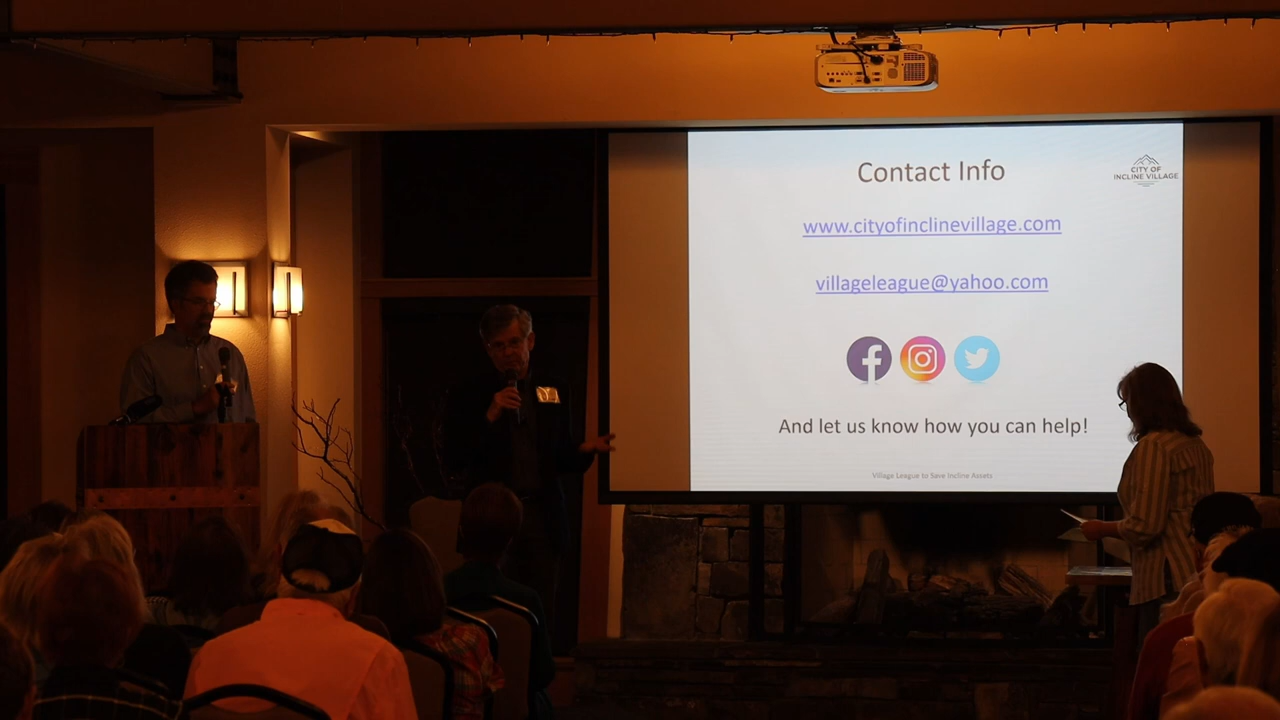 Contact Info
CITY OF
INCLINE VILLAGE
www.cityofinclinevillage.com
villageleague@yahoo.com
And let us know how you can help!
Village League to Save Incline Assets